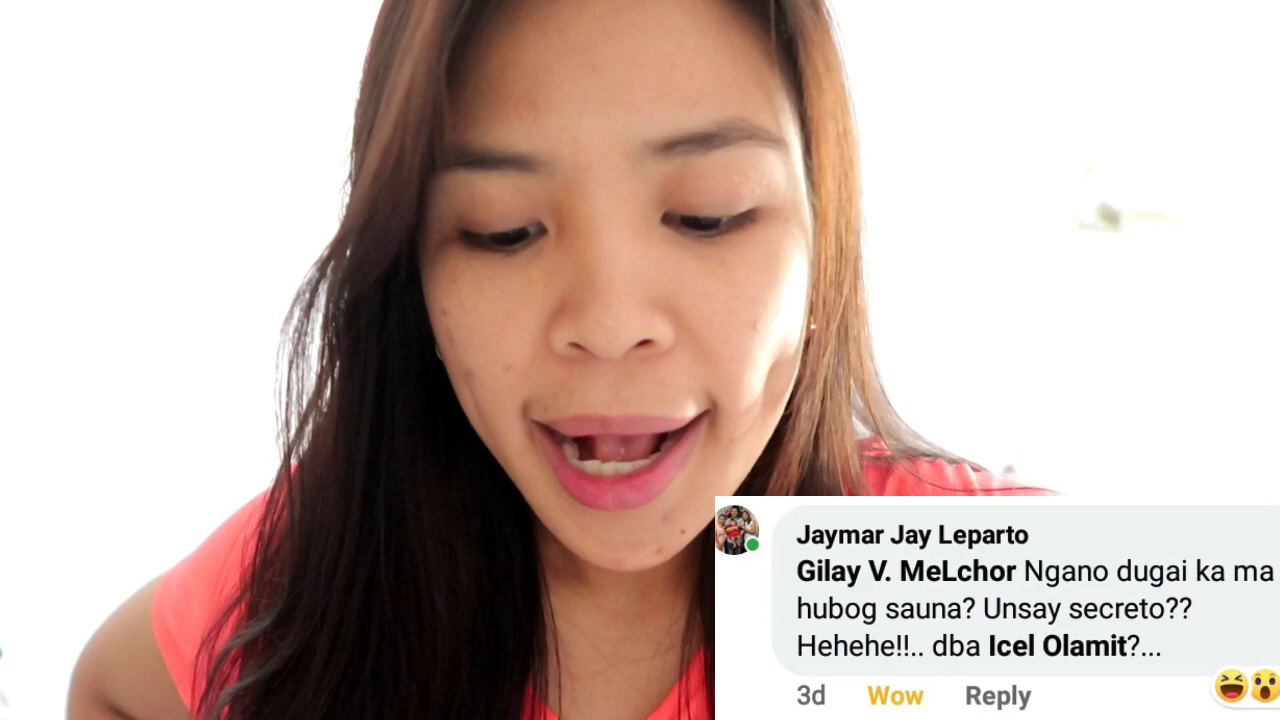 Jaymar Jay Leparto
Gilay V. MeLchor Ngano dugai ka ma
hubog sauna? Unsay secreto??
Hehehe!!.. dba Icel Olamit?...
3d Wow Reply